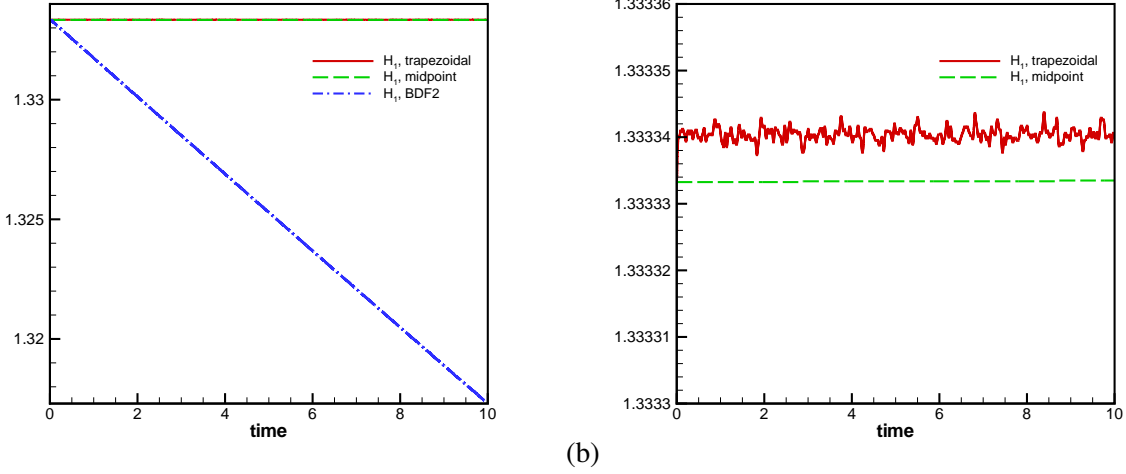 H1, trapezoidal
H1, midpoint
H1, BDF2
1.33
1.325
1.32
0 2 4 6 8 10
time
1.33336
1.33335
1.33334
1.33333
1.33332
1.33331
1.3333
H1, trapezoidal
H1, midpoint
0 2 4 6 8 10
time
(b)